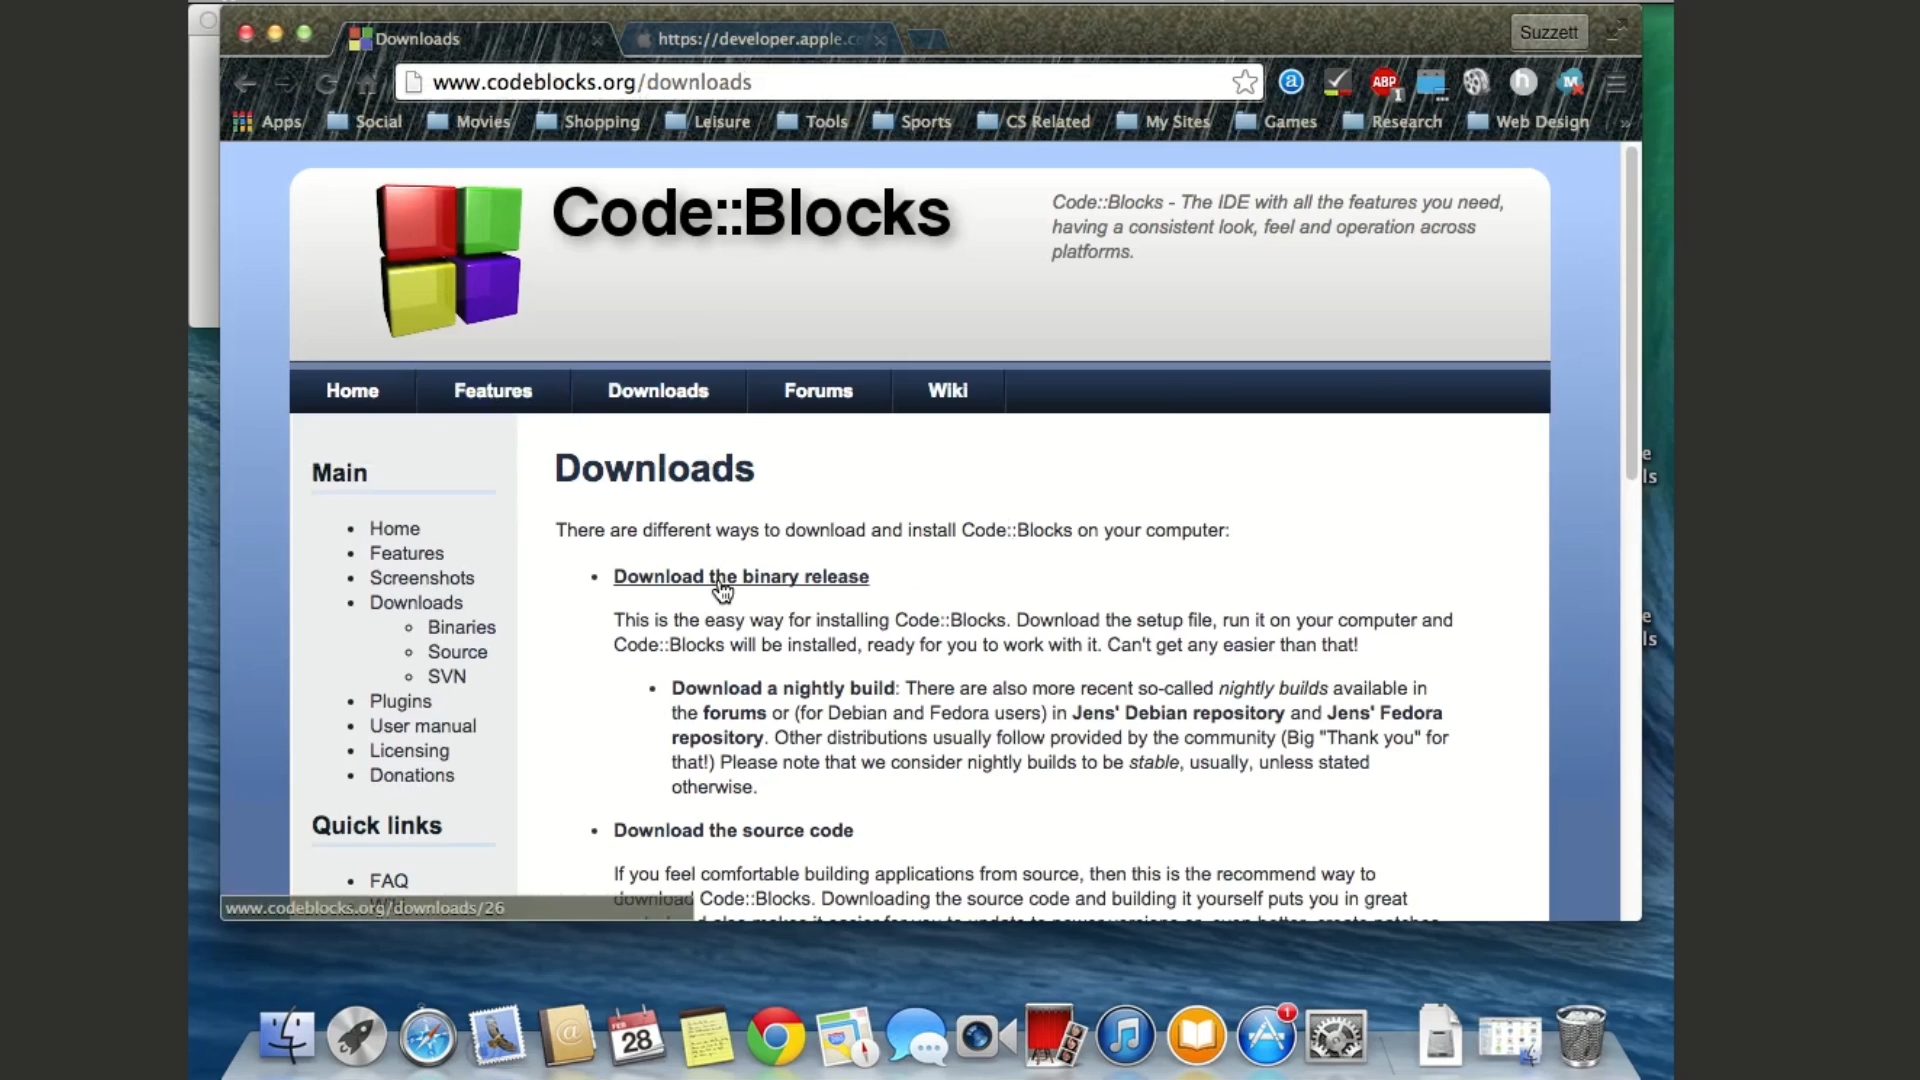 Downloads
https://developer.apple.c
Suzzett
www.codeblocks.org/downloads
ABP
1
Apps
Social
Movies
Shopping
Leisure
Tools
Sports
CS Related
My Sites
Games
Research
Web Design
Code::Blocks
Code::Blocks - The IDE with all the features you need,
having a consistent look, feel and operation across
platforms.
Home
Features
Downloads
Forums
Wiki
Main
Home
Features
Screenshots
Downloads
Binaries
Source
SVN
Plugins
User manual
Licensing
Donations
Quick links
FAQ
Downloads
There are different ways to download and install Code::Blocks on your computer:
Download the binary release
This is the easy way for installing Code::Blocks. Download the setup file, run it on your computer and
Code::Blocks will be installed, ready for you to work with it. Can't get any easier than that!
Download a nightly build: There are also more recent so-called nightly builds available in
the forums or (for Debian and Fedora users) in Jens' Debian repository and Jens' Fedora
repository. Other distributions usually follow provided by the community (Big "Thank you" for
that!) Please note that we consider nightly builds to be stable, usually, unless stated
otherwise.
Download the source code
If you feel comfortable building applications from source, then this is the recommend way to
download Code::Blocks. Downloading the source code and building it yourself puts you in great
www.codeblocks.org/downloads/26
e
ls
e
ls
FEB
28
1